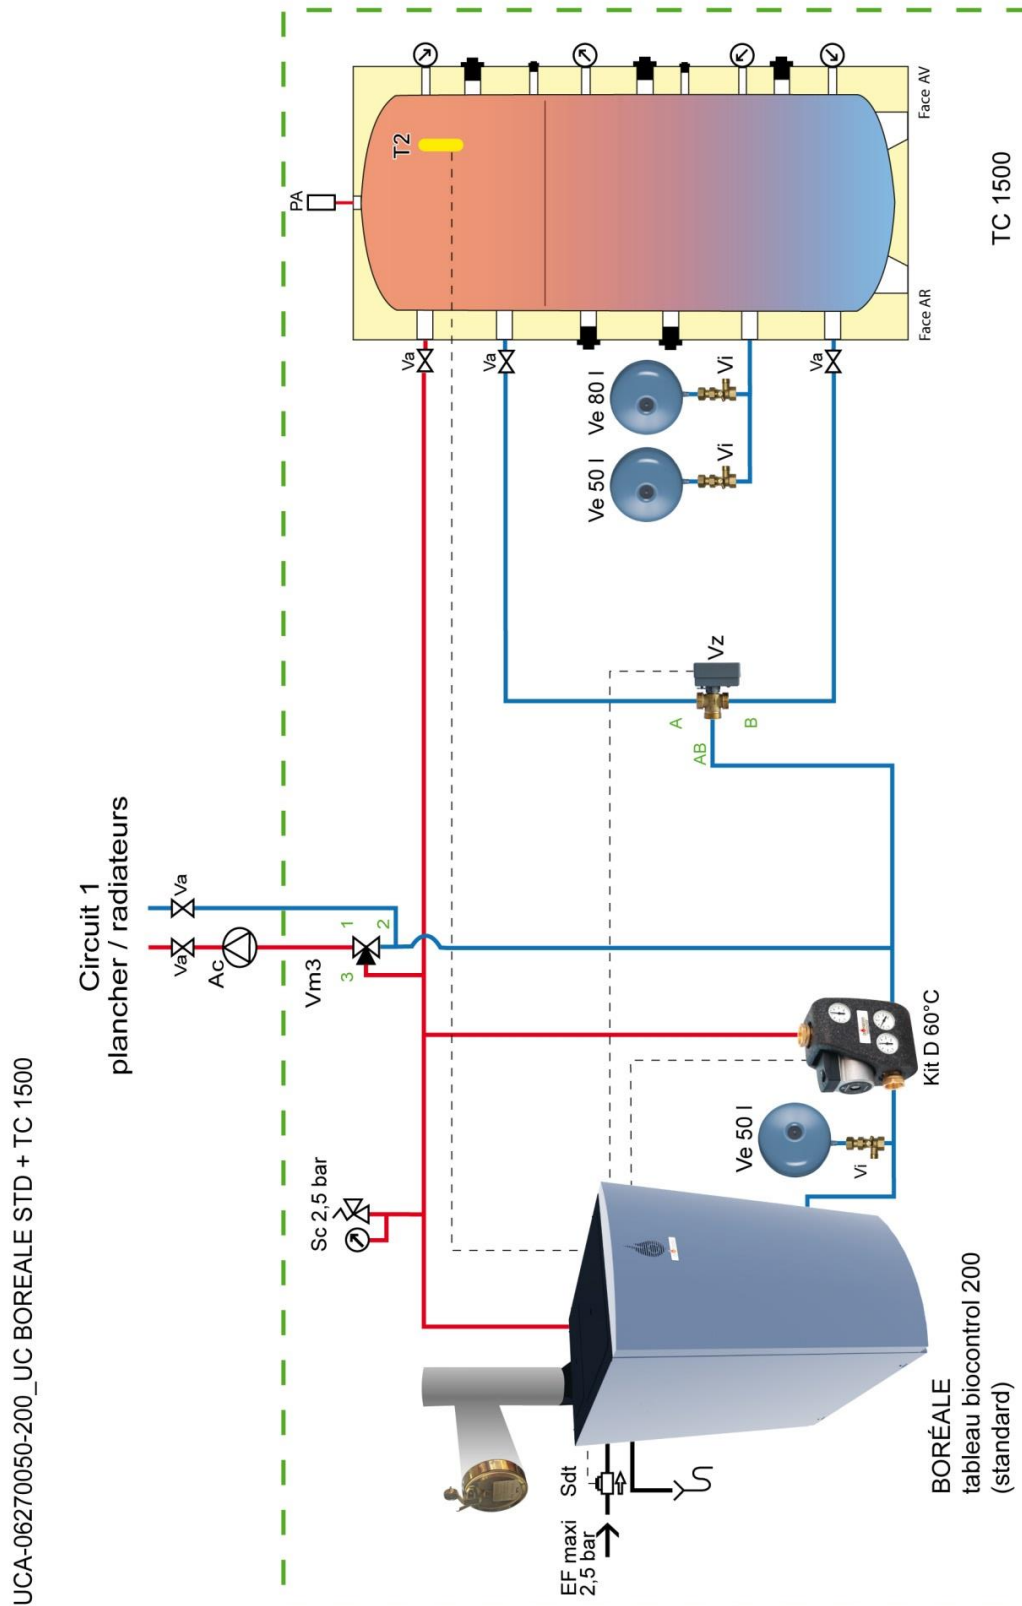 UCA-06270050-200_UC BOREALE STD + TC 1500
Circuit 1
plancher / radiateurs
Va
Va
Ac
Vm3
1
2
3
PA
T2
Va
Va
Va
Face AR
Face AV
TC 1500
Ve 80 l
Vi
Ve 50 l
Vi
Vz
A
B
AB
Sc 2,5 bar
Kit D 60°C
Ve 50 l
Vi
Sdt
EF maxi
2,5 bar
BORÉALE
tableau biocontrol 200
(standard)